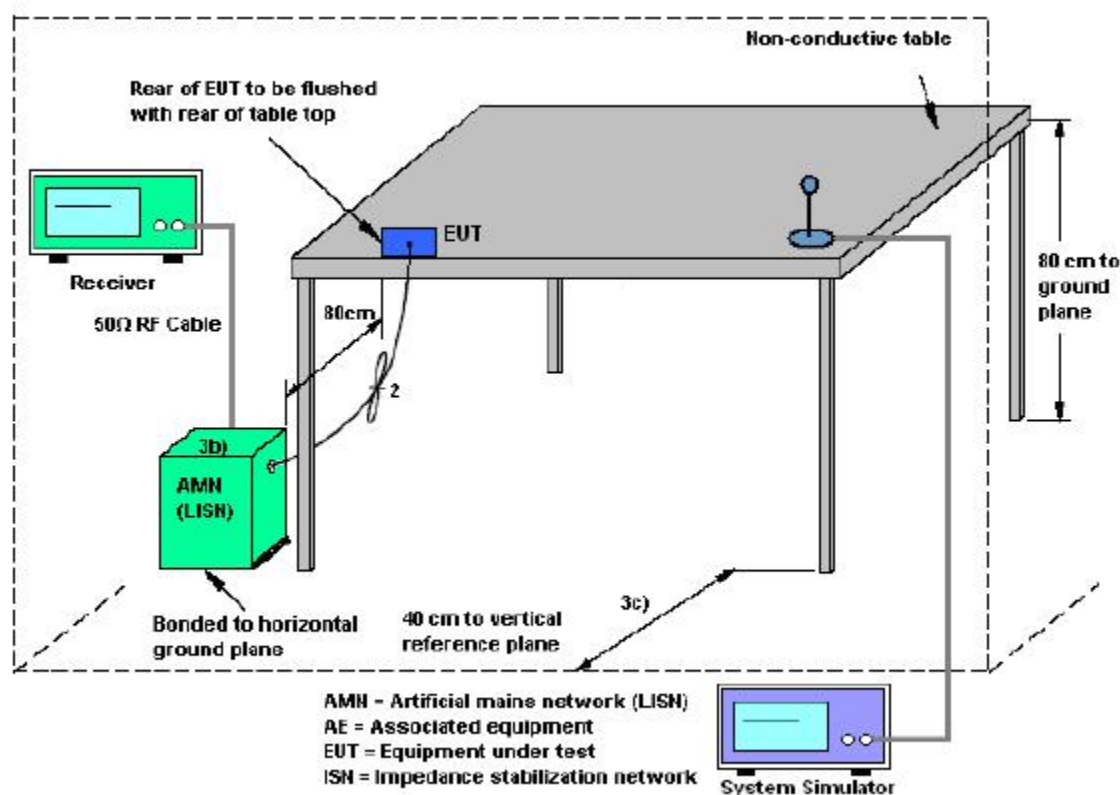 Non-conductive table
Rear of EUT to be flushed
with rear of table top
EUT
Receiver
80 cm to
ground
plane
80cm
50Ω RF Cable
2
3b)
AMN
(LISN)
3c)
Bonded to horizontal
ground plane
40 cm to vertical
reference plane
AMN = Artificial mains network (LISN)
AE = Associated equipment
EUT = Equipment under test
ISN = Impedance stabilization network
System Simulator